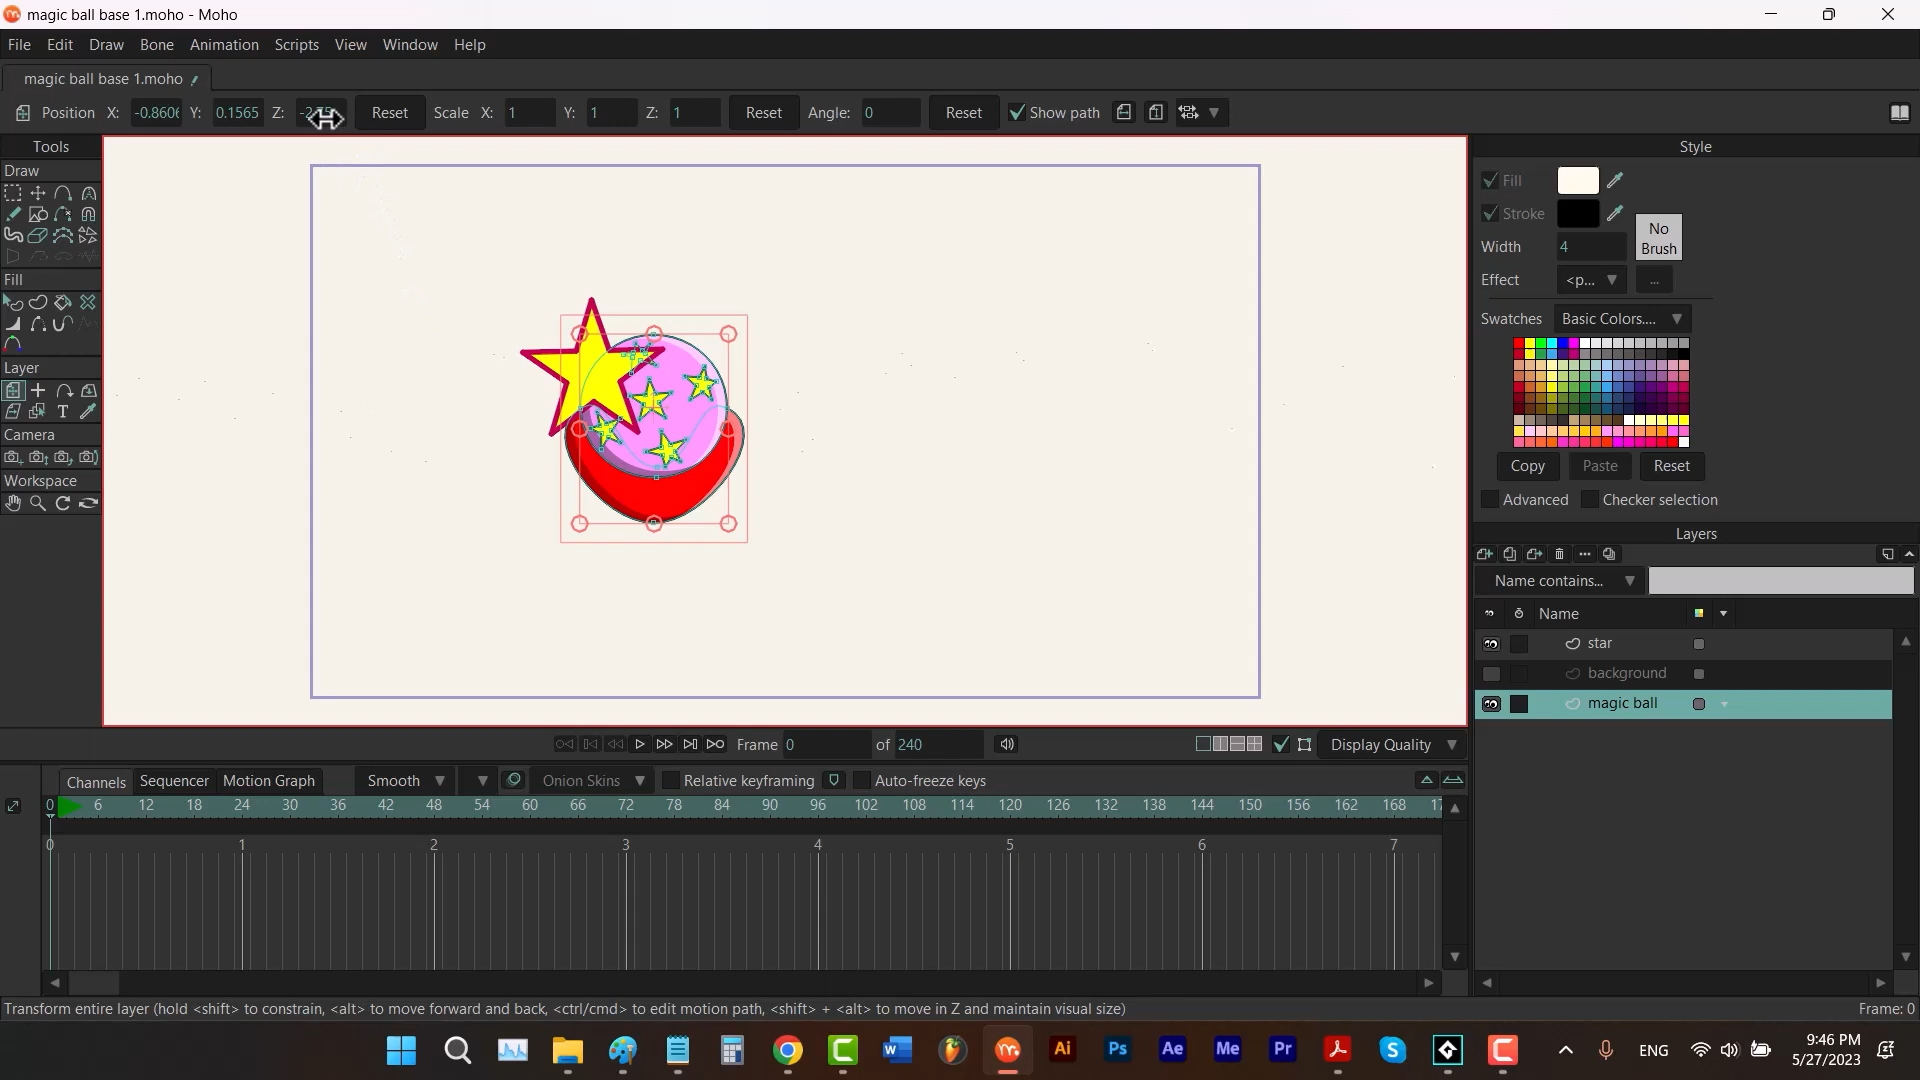 magic ball base 1.moho - Moho
File Edit Draw Bone Animation Scripts View Window Help
magic ball base 1.moho
Position X: -0.8606 Y: 0.1565 Z: Reset Scale X: 1 Y: 1 Z: 1 Reset Angle: 0 Reset Show path
Tools
Draw
Fill
Layer
Camera
Workspace
Style
Fill
Stroke
Width 4
No Brush
Effect <p... ...
Swatches Basic Colors....
Copy Paste Reset
Advanced Checker selection
Layers
Name contains...
Name
star
background
magic ball
Frame 0 of 240 Display Quality
Channels Sequencer Motion Graph Smooth Onion Skins Relative keyframing Auto-freeze keys
0 6 12 18 24 30 36 42 48 54 60 66 72 78 84 90 96 102 108 114 120 126 132 138 144 150 156 162 168
0 1 2 3 4 5 6 7
Transform entire layer (hold <shift> to constrain, <alt> to move forward and back, <ctrl/cmd> to edit motion path, <shift> + <alt> to move in Z and maintain visual size) Frame: 0
Ai Ps Ae Me Pr ENG 9:46 PM
5/27/2023